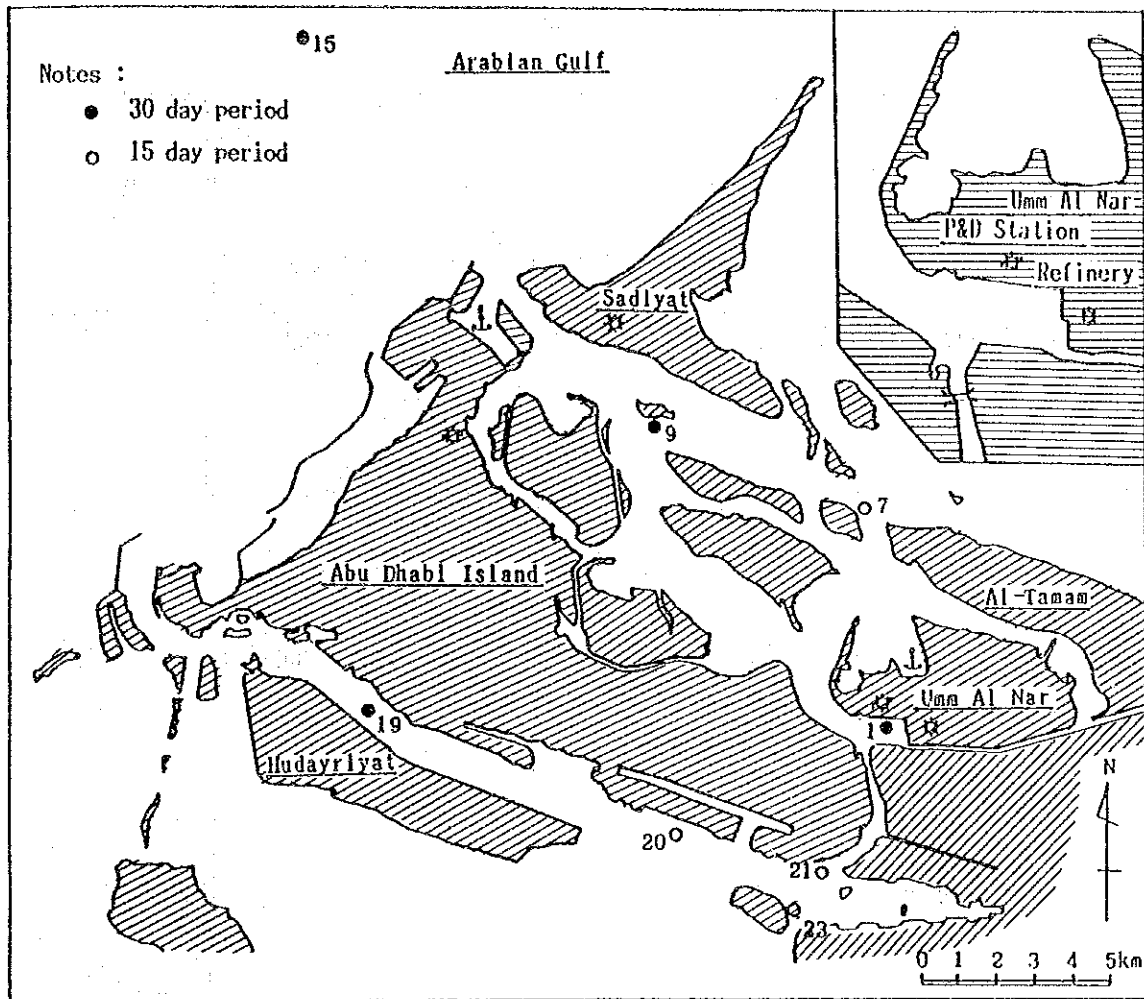 15
Arabian Gulf
Notes :
● 30 day period
○ 15 day period
Umm Al Nar
P&D Station
Refinery
Sadiyat
9
7
Abu Dhabi Island
Al-Tamam
Umm Al Nar
1
19
Hudayriyat
N
20
21
23
0 1 2 3 4 5km